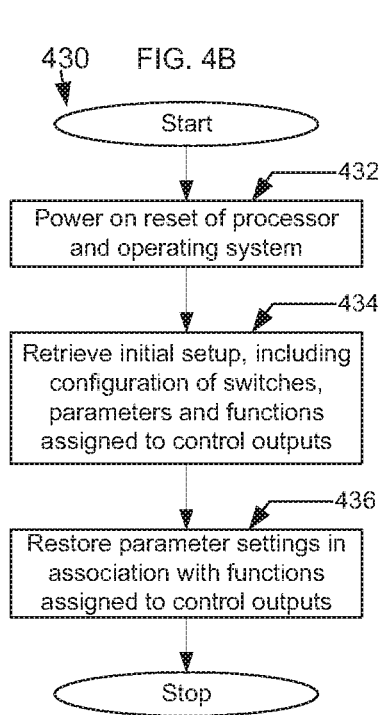 430 FIG. 4B
Start
432
Power on reset of processor
and operating system
434
Retrieve initial setup, including
configuration of switches,
parameters and functions
assigned to control outputs
436
Restore parameter settings in
association with functions
assigned to control outputs
Stop